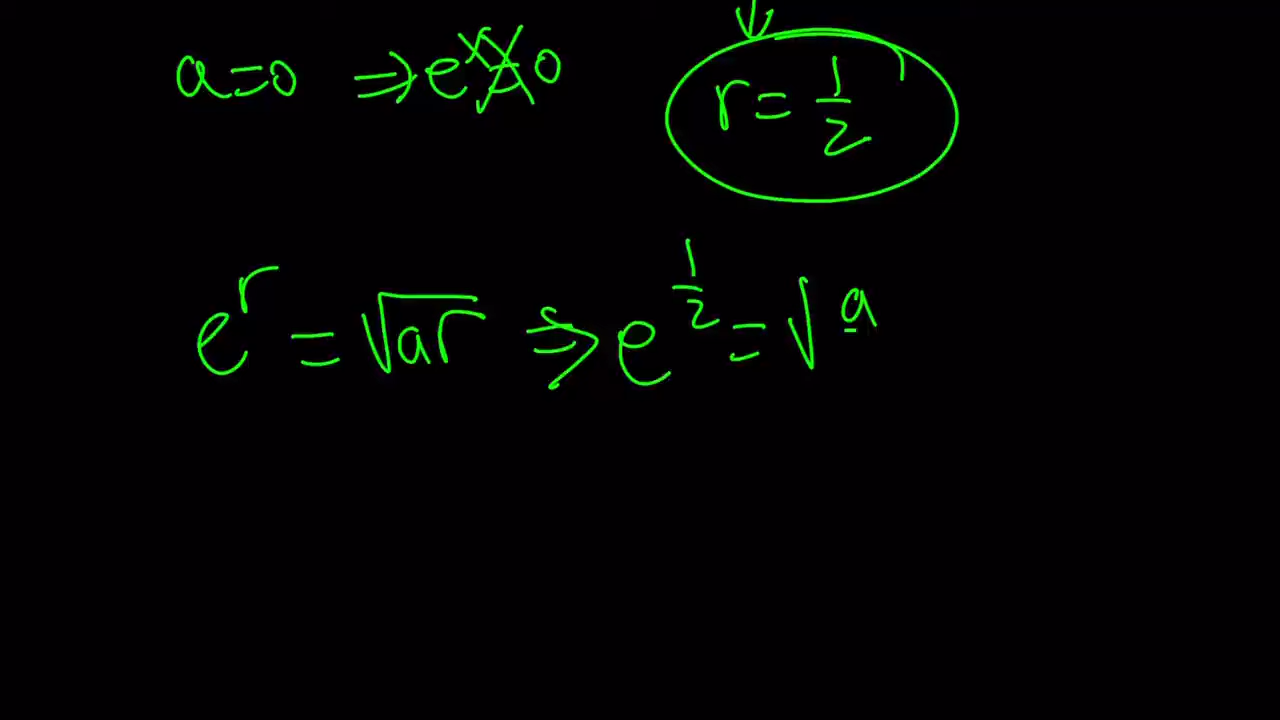 a=0 ⇒ e^x = 0
r = 1/2
e^r = √ar ⇒ e^(1/2) = √a